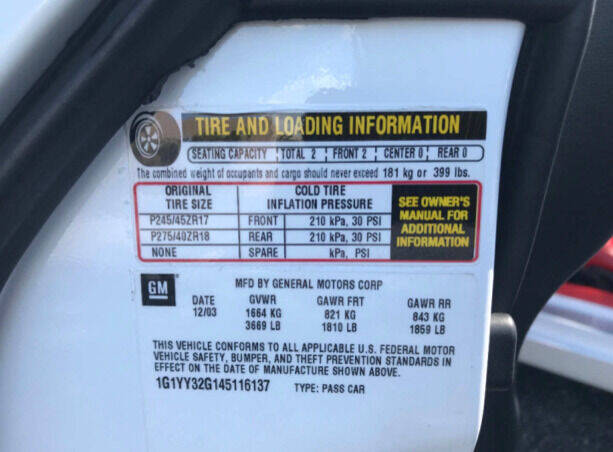 TIRE AND LOADING INFORMATION
SEATING CAPACITY TOTAL 2 FRONT 2 CENTER 0 REAR 0
The combined weight of occupants and cargo should never exceed 181 kg or 399 lbs.
ORIGINAL TIRE SIZE COLD TIRE INFLATION PRESSURE
P245/45ZR17 FRONT 210 kPa, 30 PSI
P275/40ZR18 REAR 210 kPa, 30 PSI
NONE SPARE kPa, PSI
SEE OWNER'S
MANUAL FOR
ADDITIONAL
INFORMATION
GM
MFD BY GENERAL MOTORS CORP
DATE GVWR GAWR FRT GAWR RR
12/03 1664 KG 821 KG 843 KG
3669 LB 1810 LB 1859 LB
THIS VEHICLE CONFORMS TO ALL APPLICABLE U.S. FEDERAL MOTOR
VEHICLE SAFETY, BUMPER, AND THEFT PREVENTION STANDARDS IN
EFFECT ON THE DATE OF MANUFACTURE SHOWN ABOVE.
1G1YY32G145116137 TYPE: PASS CAR